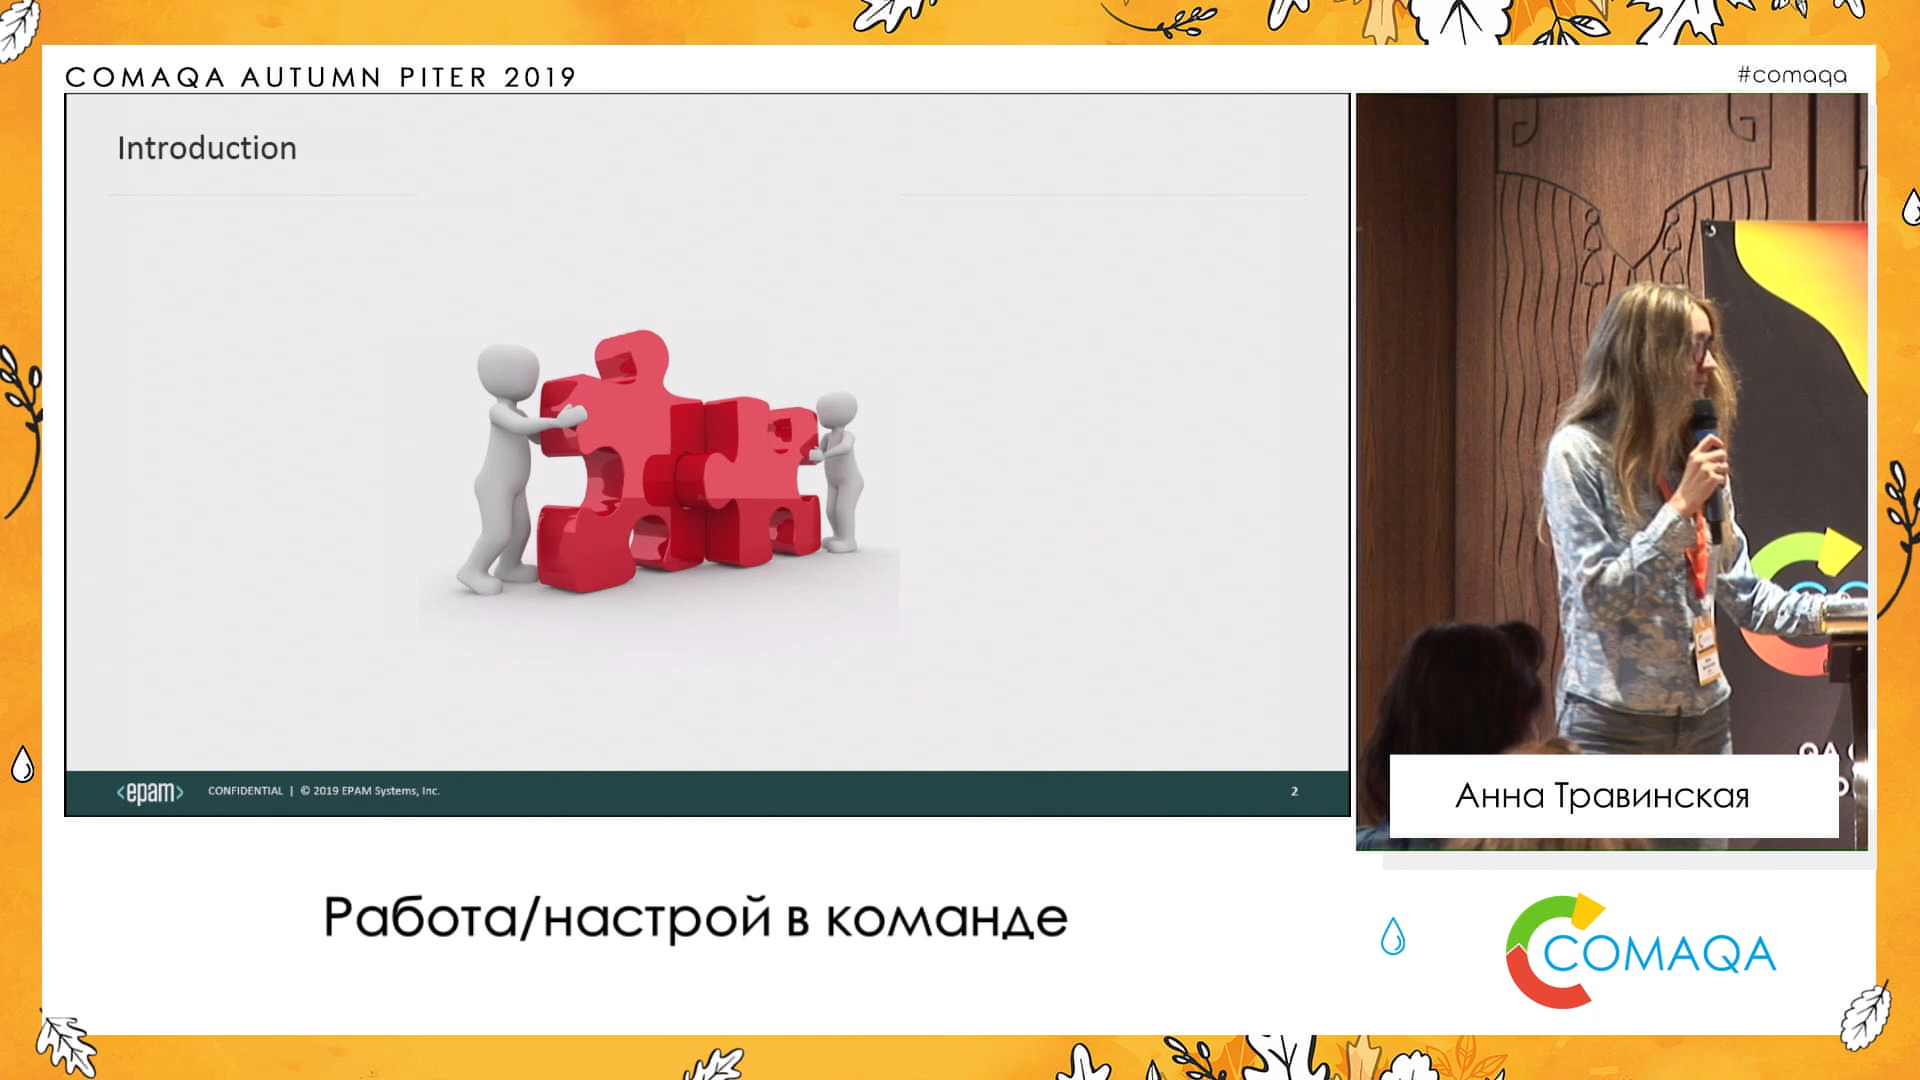 COMAQA AUTUMN PITER 2019
#comaqa
Introduction
<epam>
CONFIDENTIAL | © 2019 EPAM Systems, Inc.
2
Анна Травинская
Работа/настрой в команде
COMAQA